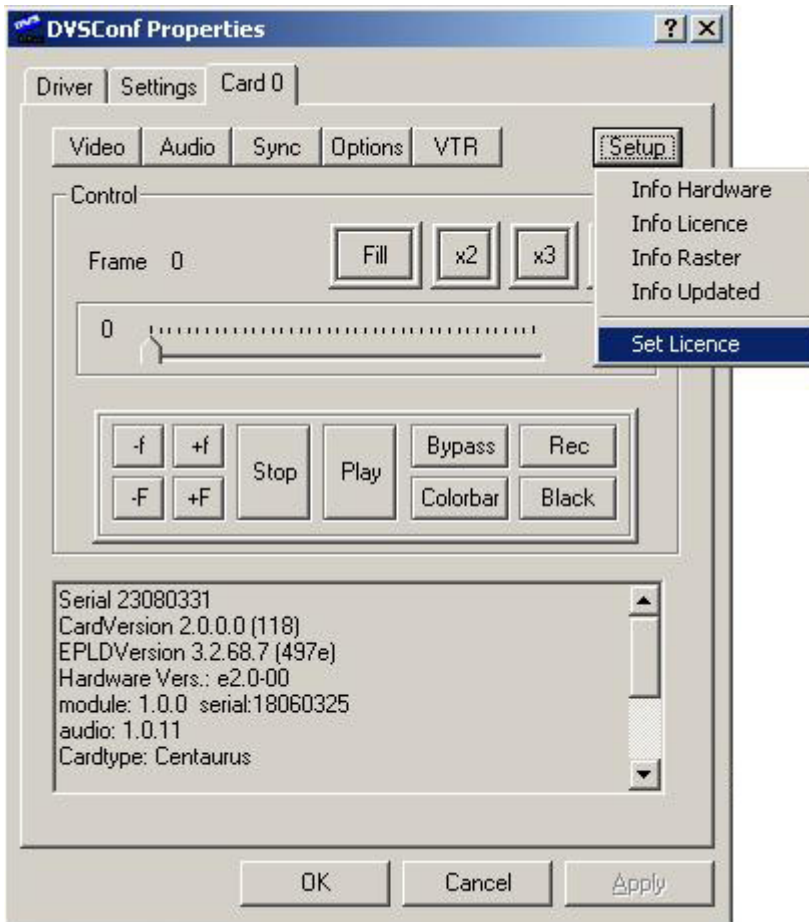 DVSConf Properties
Driver Settings Card 0
Video Audio Sync Options VTR Setup
Info Hardware
Info Licence
Info Raster
Info Updated
Set Licence
Control
Frame 0 Fill x2 x3
0
-f +f Stop Play Bypass Rec
-F +F Colorbar Black
Serial 23080331
CardVersion 2.0.0.0 (118)
EPLDVersion 3.2.68.7 (497e)
Hardware Vers.: e2.0-00
module: 1.0.0 serial:18060325
audio: 1.0.11
Cardtype: Centaurus
OK Cancel Apply